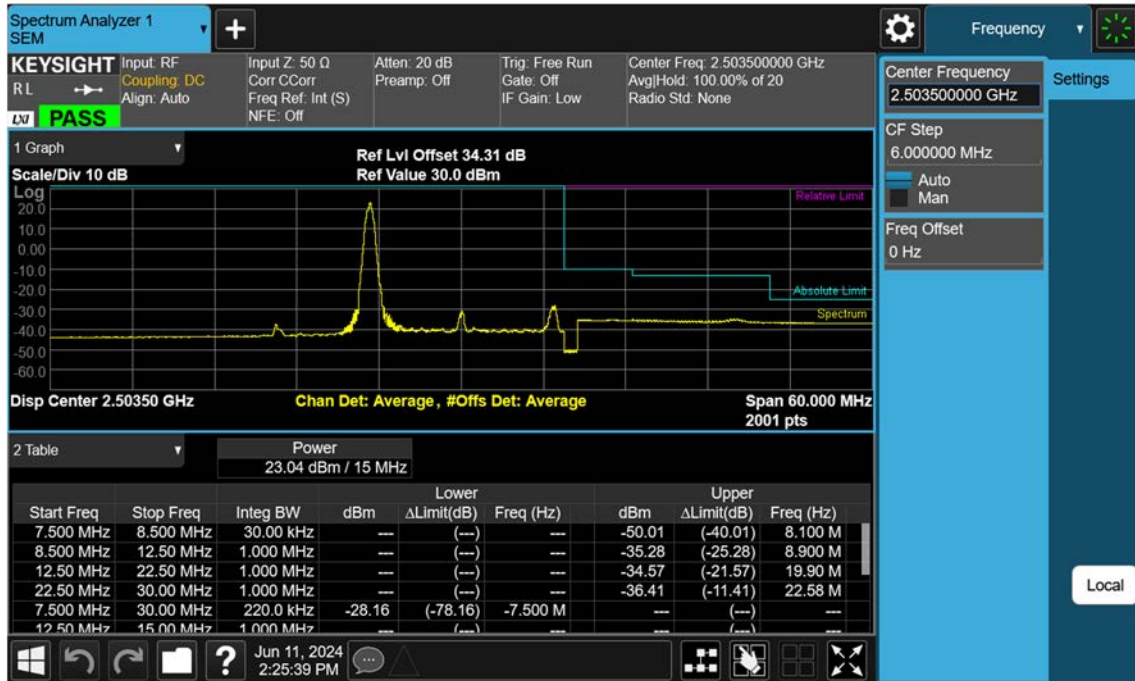 Spectrum Analyzer 1
SEM
Frequency
KEYSIGHT
RL
LXI
PASS
Input: RF
Coupling: DC
Align: Auto
Input Z: 50 Ω
Corr CCorr
Freq Ref: Int (S)
NFE: Off
Atten: 20 dB
Preamp: Off
Trig: Free Run
Gate: Off
IF Gain: Low
Center Freq: 2.503500000 GHz
Avg|Hold: 100.00% of 20
Radio Std: None
Center Frequency
2.503500000 GHz
Settings
CF Step
6.000000 MHz
Auto
Man
Freq Offset
0 Hz
1 Graph
Ref Lvl Offset 34.31 dB
Scale/Div 10 dB
Ref Value 30.0 dBm
Log
Relative Limit
20.0
10.0
0.00
-10.0
-20.0
Absolute Limit
-30.0
Spectrum
-40.0
-50.0
-60.0
Disp Center 2.50350 GHz
Chan Det: Average, #Offs Det: Average
Span 60.000 MHz
2001 pts
2 Table
Power
23.04 dBm / 15 MHz
Lower Upper
Start Freq Stop Freq Integ BW dBm ΔLimit(dB) Freq (Hz) dBm ΔLimit(dB) Freq (Hz)
7.500 MHz 8.500 MHz 30.00 kHz --- (---) --- -50.01 (-40.01) 8.100 M
8.500 MHz 12.50 MHz 1.000 MHz --- (---) --- -35.28 (-25.28) 8.900 M
12.50 MHz 22.50 MHz 1.000 MHz --- (---) --- -34.57 (-21.57) 19.90 M
22.50 MHz 30.00 MHz 1.000 MHz --- (---) --- -36.41 (-11.41) 22.58 M
7.500 MHz 30.00 MHz 220.0 kHz -28.16 (-78.16) -7.500 M --- (---) ---
12.50 MHz 15.00 MHz 1.000 MHz --- (---) --- --- (---) ---
Local
?
Jun 11, 2024
2:25:39 PM